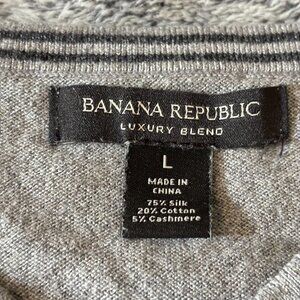 BANANA REPUBLIC
LUXURY BLEND
L
MADE IN
CHINA
75% Silk
20% Cotton
5% Cashmere